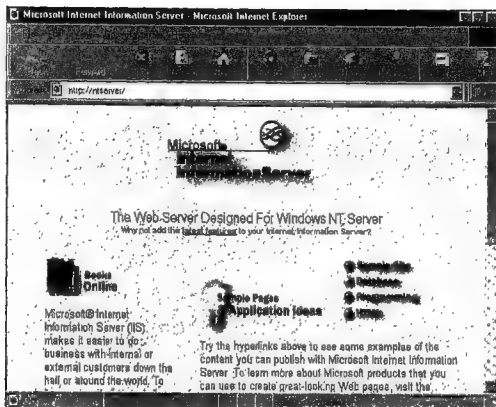 Microsoft Internet Information Server - Microsoft Internet Explorer
http://ntserver/
Microsoft
Internet
Information Server
The Web Server Designed For Windows NT Server
Why not add the latest features to your Internet Information Server?
Books
Online
Sample Pages
Application Ideas
Sample Site
Database
Programming
HTML
Microsoft® Internet
Information Server (IIS)
makes it easier to do
business with internal or
external customers down the
hall or around the world. To
Try the hyperlinks above to see some examples of the
content you can publish with Microsoft Internet Information
Server. To learn more about Microsoft products that you
can use to create great-looking Web pages, visit the